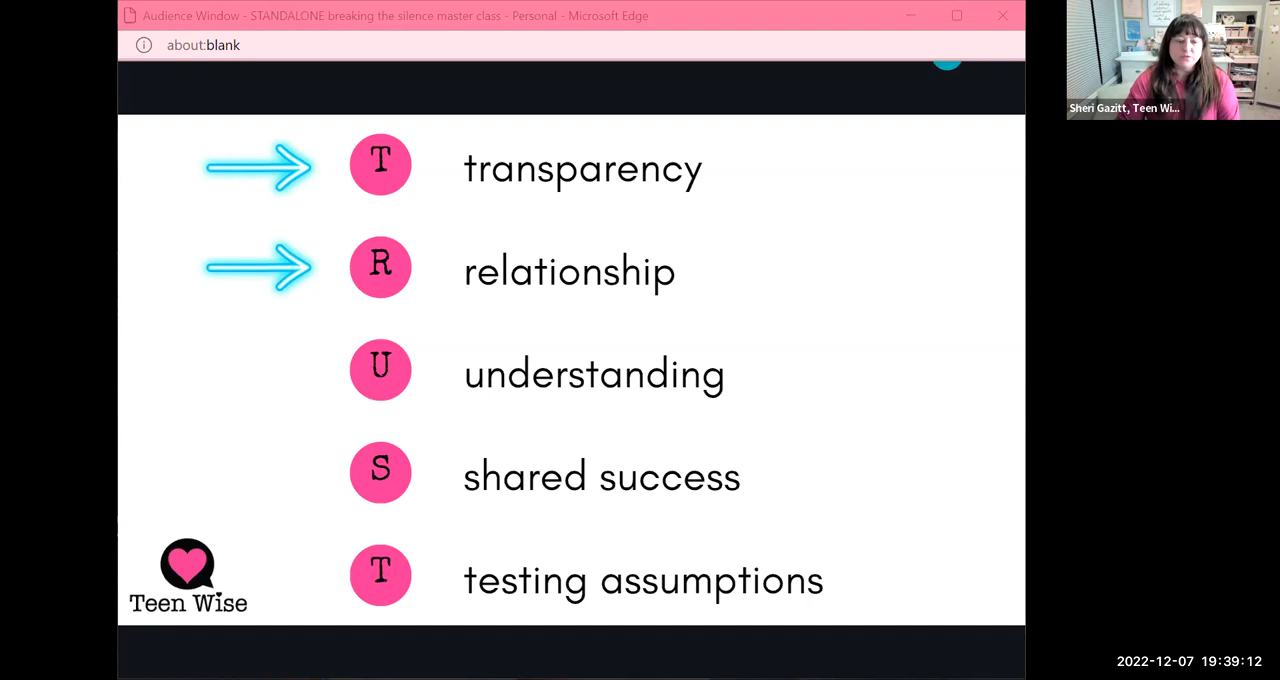 Audience Window - STANDALONE breaking the silence master class - Personal - Microsoft Edge
about:blank
Sheri Gazitt, Teen Wi...
T transparency
R relationship
U understanding
S shared success
T testing assumptions
Teen Wise
2022-12-07 19:39:12